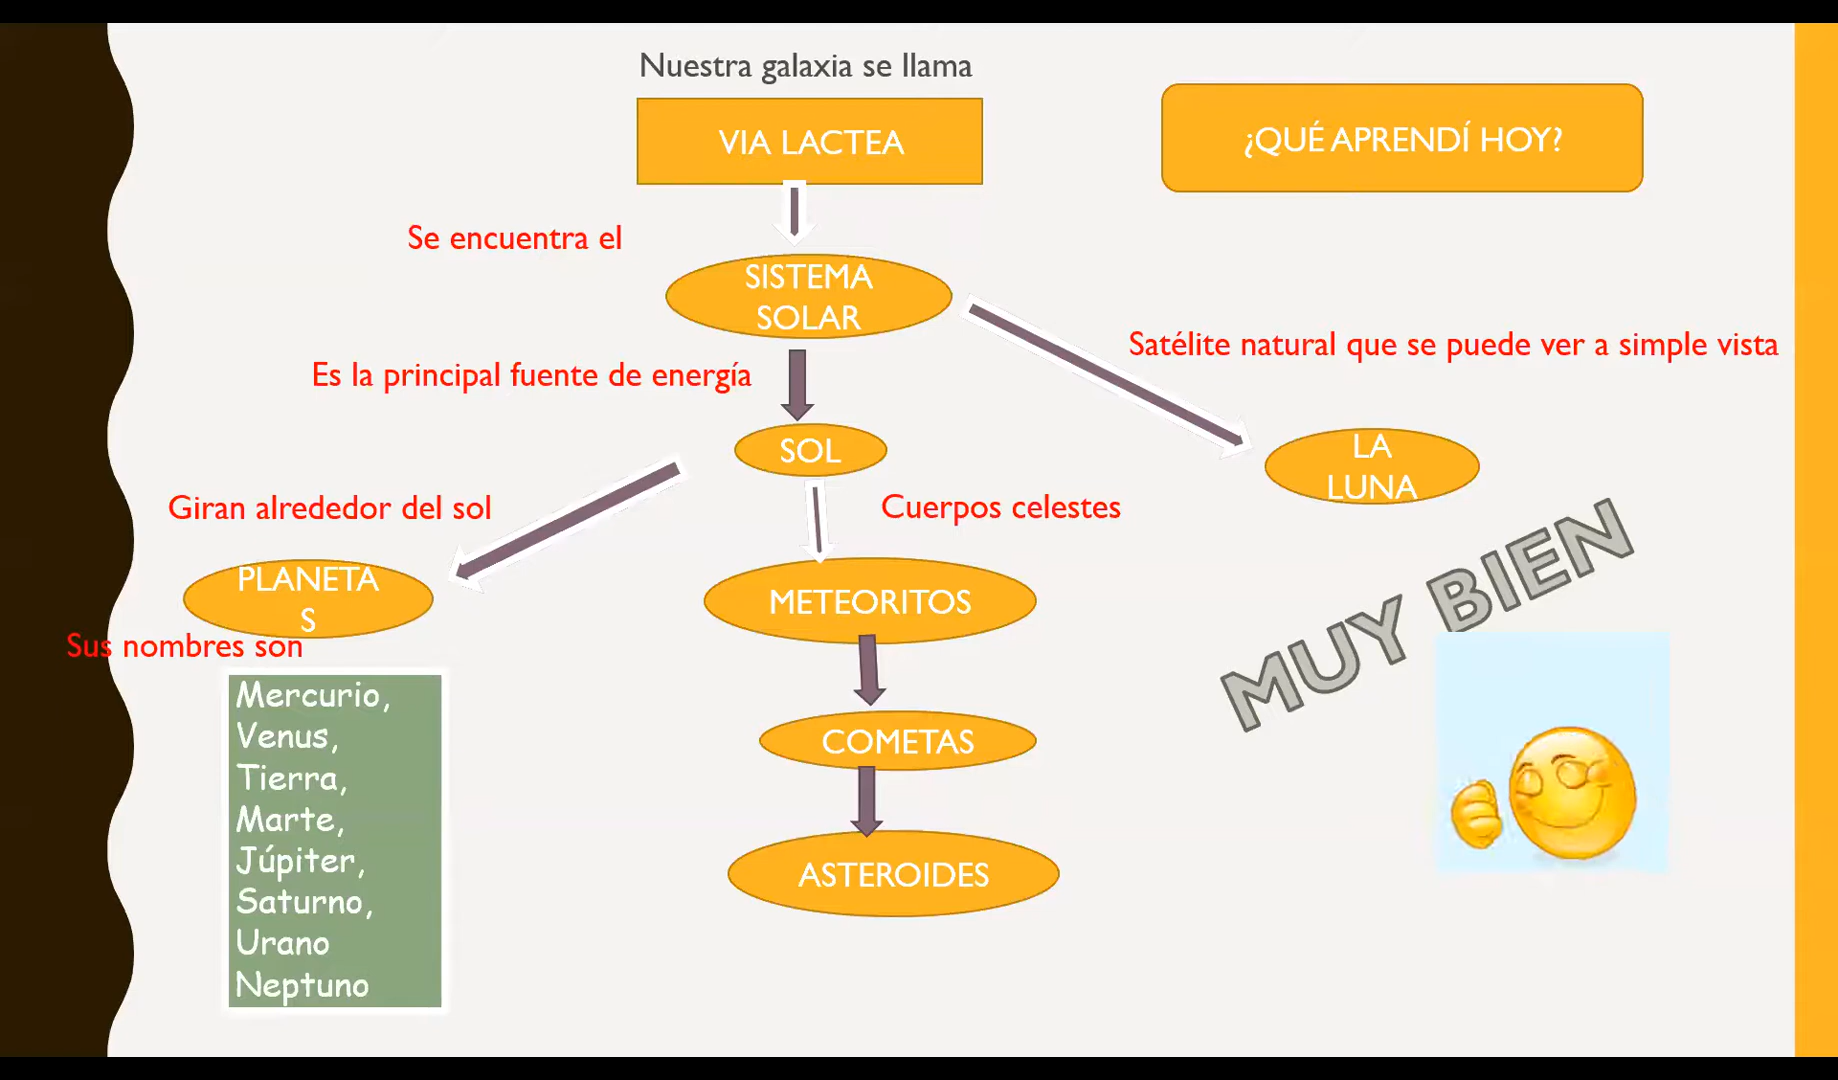 Nuestra galaxia se llama
VIA LACTEA
¿QUÉ APRENDÍ HOY?
Se encuentra el
SISTEMA
SOLAR
Satélite natural que se puede ver a simple vista
Es la principal fuente de energía
SOL
LA
LUNA
Giran alrededor del sol
Cuerpos celestes
PLANETA
S
METEORITOS
MUY BIEN
Sus nombres son
Mercurio,
Venus,
Tierra,
Marte,
Júpiter,
Saturno,
Urano
Neptuno
COMETAS
ASTEROIDES